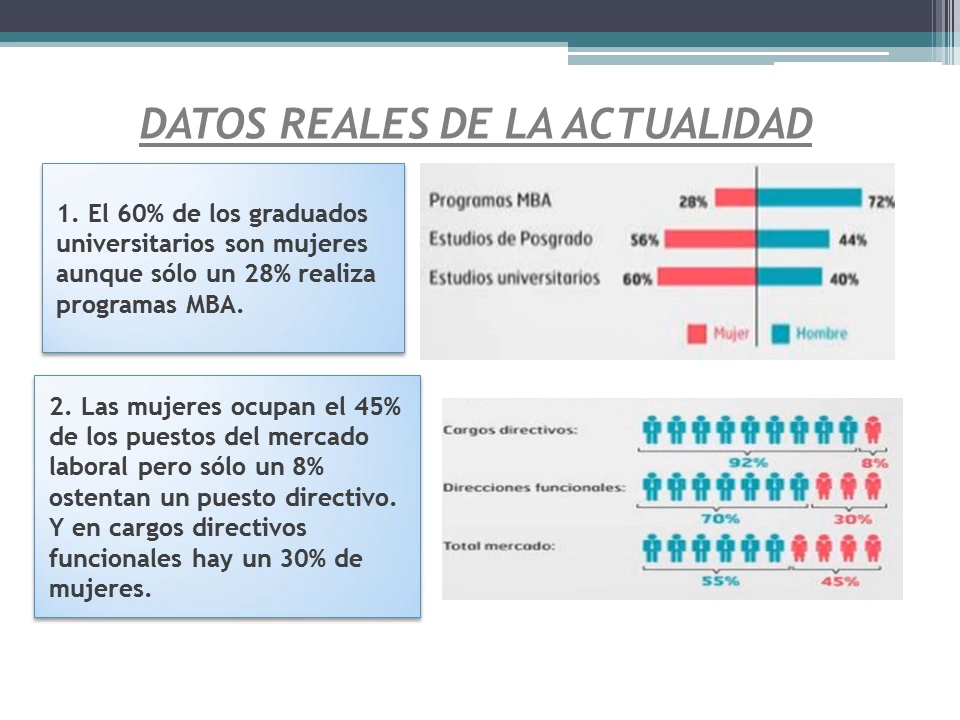 DATOS REALES DE LA ACTUALIDAD
1. El 60% de los graduados
universitarios son mujeres
aunque sólo un 28% realiza
programas MBA.
Programas MBA 28% 72%
Estudios de Posgrado 56% 44%
Estudios universitarios 60% 40%
Mujer Hombre
2. Las mujeres ocupan el 45%
de los puestos del mercado
laboral pero sólo un 8%
ostentan un puesto directivo.
Y en cargos directivos
funcionales hay un 30% de
mujeres.
Cargos directivos:
92% 8%
Direcciones funcionales:
70% 30%
Total mercado:
55% 45%